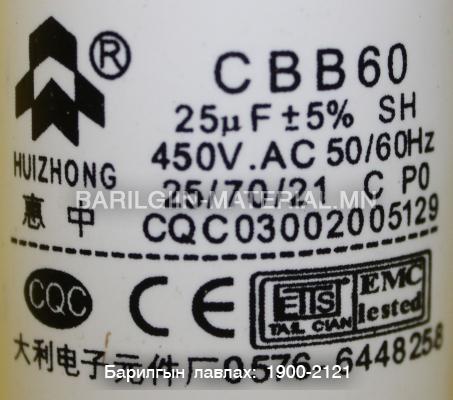 ®
CBB60
25μF±5% SH
450V.AC 50/60Hz
HUIZHONG
25/70/21 C P0
惠中
CQC03002005129
BARILGIIN-MATERIAL.MN
CQC
CE
ETS
TAIL CIAN
EMC
Tested
大利电子元件厂0576-6448258
Барилгын лавлах: 1900-2121